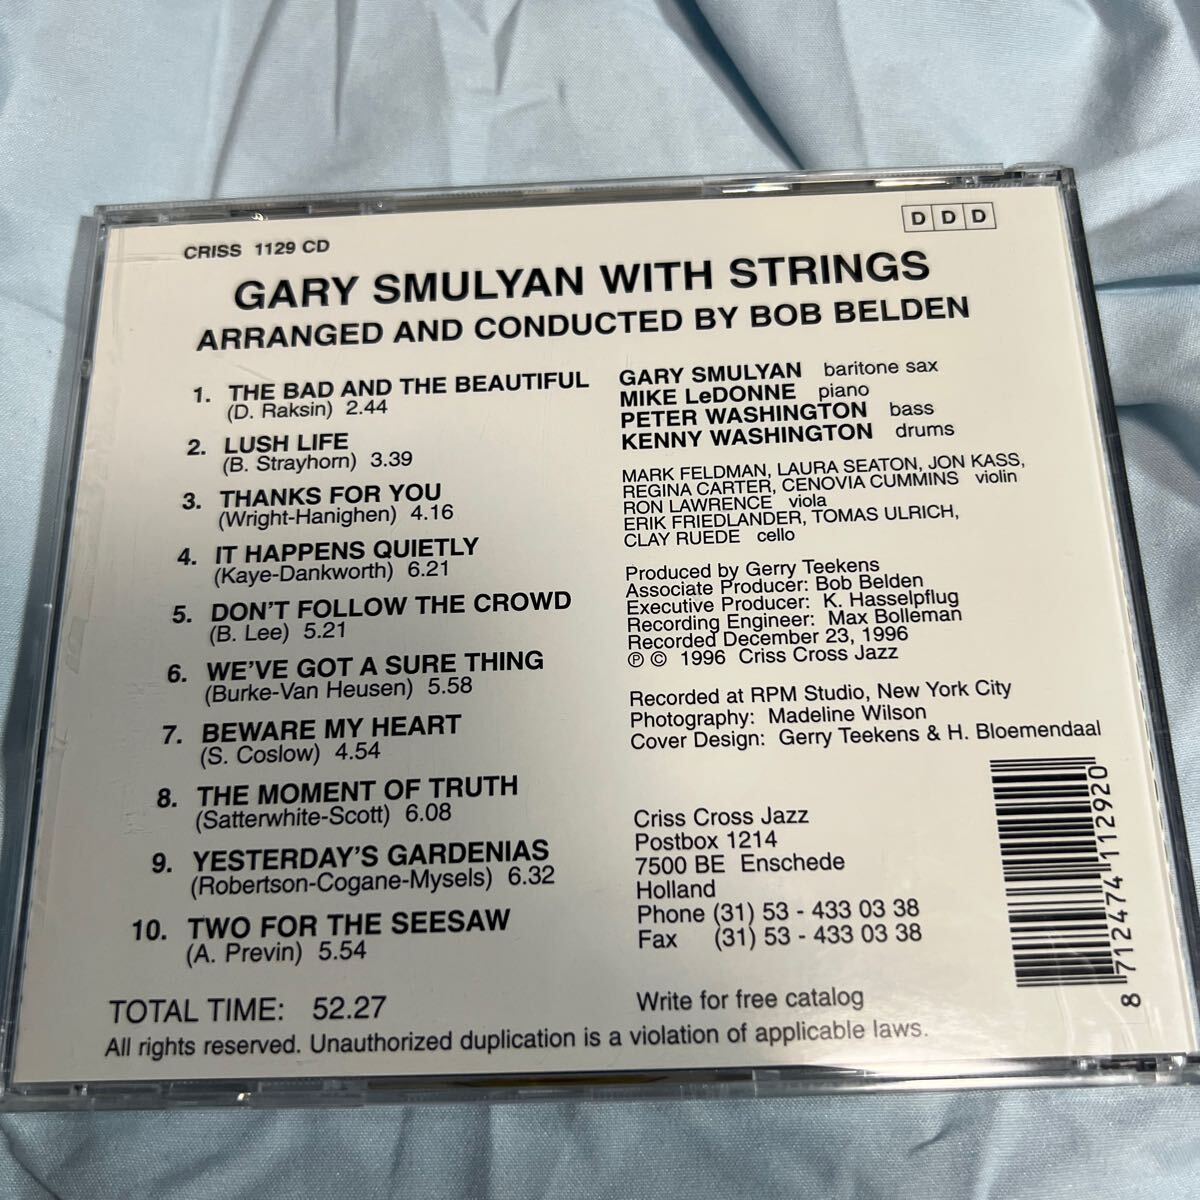 CRISS 1129 CD
D D D
GARY SMULYAN WITH STRINGS
ARRANGED AND CONDUCTED BY BOB BELDEN
1. THE BAD AND THE BEAUTIFUL
(D. Raksin) 2.44
2. LUSH LIFE
(B. Strayhorn) 3.39
3. THANKS FOR YOU
(Wright-Hanighen) 4.16
4. IT HAPPENS QUIETLY
(Kaye-Dankworth) 6.21
5. DON'T FOLLOW THE CROWD
(B. Lee) 5.21
6. WE'VE GOT A SURE THING
(Burke-Van Heusen) 5.58
7. BEWARE MY HEART
(S. Coslow) 4.54
8. THE MOMENT OF TRUTH
(Satterwhite-Scott) 6.08
9. YESTERDAY'S GARDENIAS
(Robertson-Cogane-Mysels) 6.32
10. TWO FOR THE SEESAW
(A. Previn) 5.54
TOTAL TIME: 52.27
GARY SMULYAN baritone sax
MIKE LeDONNE piano
PETER WASHINGTON bass
KENNY WASHINGTON drums
MARK FELDMAN, LAURA SEATON, JON KASS,
REGINA CARTER, CENOVIA CUMMINS violin
RON LAWRENCE viola
ERIK FRIEDLANDER, TOMAS ULRICH,
CLAY RUEDE cello
Produced by Gerry Teekens
Associate Producer: Bob Belden
Executive Producer: K. Hasselpflug
Recording Engineer: Max Bolleman
Recorded December 23, 1996
℗ © 1996 Criss Cross Jazz
Recorded at RPM Studio, New York City
Photography: Madeline Wilson
Cover Design: Gerry Teekens & H. Bloemendaal
Criss Cross Jazz
Postbox 1214
7500 BE Enschede
Holland
Phone (31) 53 - 433 03 38
Fax (31) 53 - 433 03 38
Write for free catalog
8 712474 112920
All rights reserved. Unauthorized duplication is a violation of applicable laws.